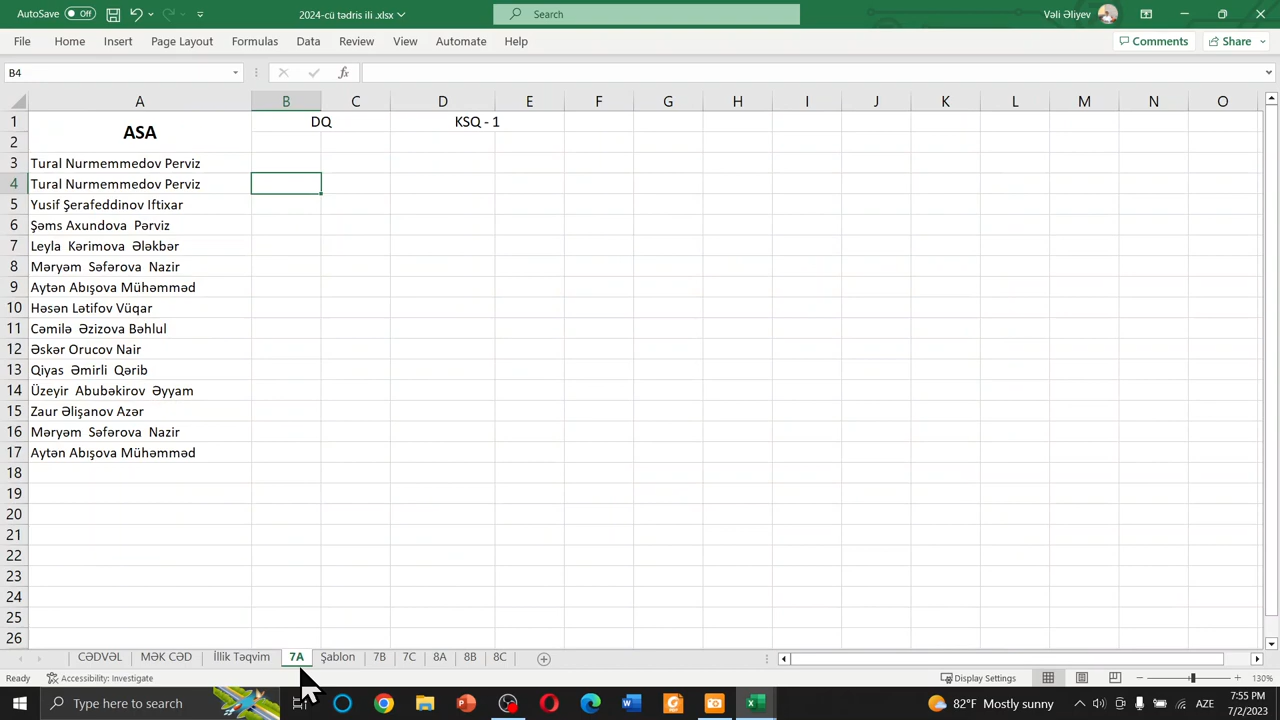 AutoSave Off 2024-cü tədris ili .xlsx Search Vəli Əliyev
File Home Insert Page Layout Formulas Data Review View Automate Help Comments Share
B4 fx
A B C D E F G H I J K L M N O
1 ASA DQ KSQ - 1
2
3 Tural Nurmemmedov Perviz
4 Tural Nurmemmedov Perviz
5 Yusif Şerafeddinov Iftixar
6 Şəms Axundova Pərviz
7 Leyla Kərimova Ələkbər
8 Məryəm Səfərova Nazir
9 Aytən Abışova Mühəmməd
10 Həsən Lətifov Vüqar
11 Cəmilə Əzizova Bəhlul
12 Əskər Orucov Nair
13 Qiyas Əmirli Qərib
14 Üzeyir Abubəkirov Əyyam
15 Zaur Əlişanov Azər
16 Məryəm Səfərova Nazir
17 Aytən Abışova Mühəmməd
18
19
20
21
22
23
24
25
26
CƏDVƏL MƏK CƏD İllik Təqvim 7A Şablon 7B 7C 8A 8B 8C
Ready Accessibility: Investigate Display Settings 130%
Type here to search 82°F Mostly sunny AZE 7:55 PM
7/2/2023